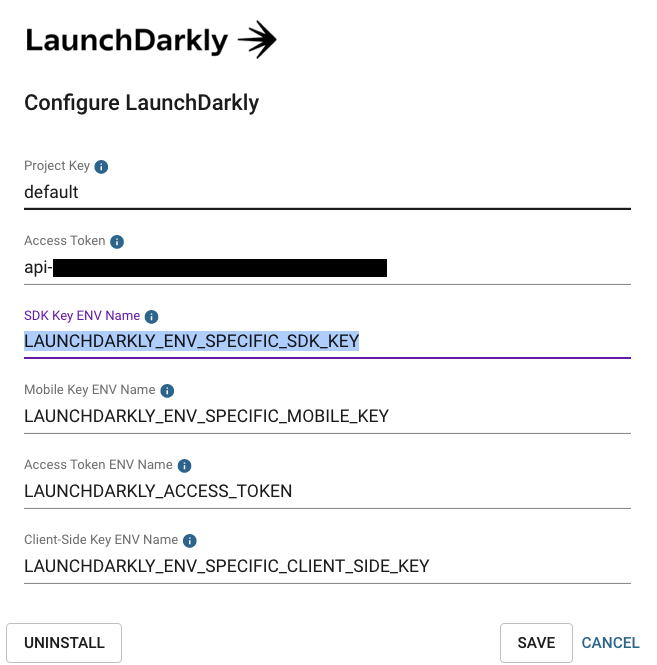 LaunchDarkly
Configure LaunchDarkly
Project Key
default
Access Token
api-
SDK Key ENV Name
LAUNCHDARKLY_ENV_SPECIFIC_SDK_KEY
Mobile Key ENV Name
LAUNCHDARKLY_ENV_SPECIFIC_MOBILE_KEY
Access Token ENV Name
LAUNCHDARKLY_ACCESS_TOKEN
Client-Side Key ENV Name
LAUNCHDARKLY_ENV_SPECIFIC_CLIENT_SIDE_KEY
UNINSTALL SAVE CANCEL